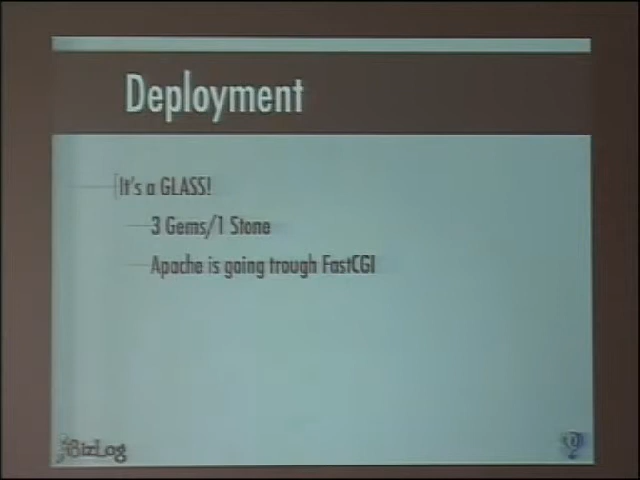 Deployment
It's a GLASS!
3 Gems/1 Stone
Apache is going trough FastCGI
iBizLog